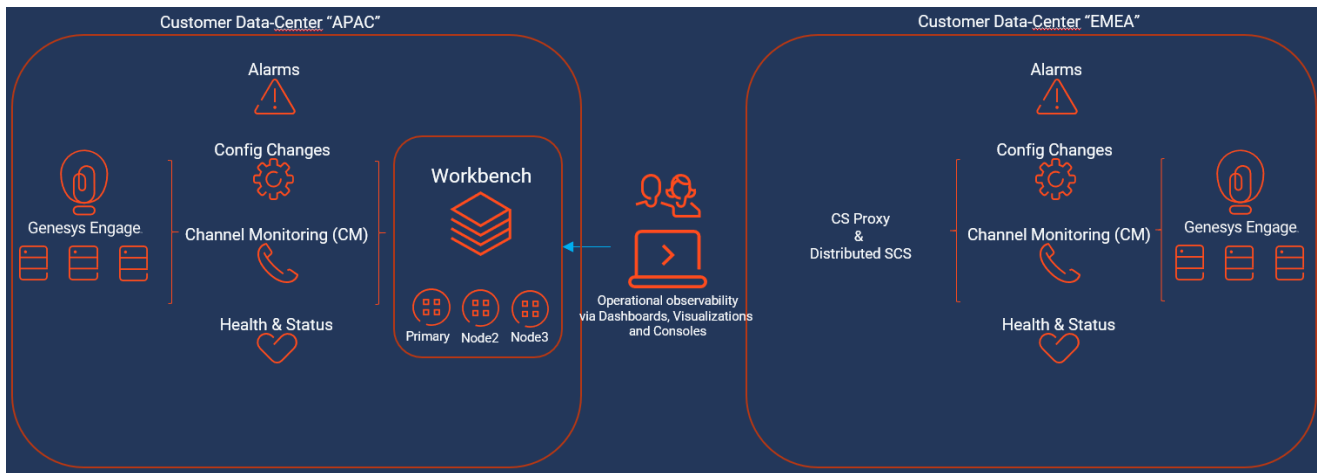 Customer Data-Center “APAC”
Alarms
Config Changes
Channel Monitoring (CM)
Health & Status
Genesys Engage.
Workbench
Primary
Node2
Node3
Operational observability
via Dashboards, Visualizations
and Consoles
Customer Data-Center “EMEA”
Alarms
Config Changes
CS Proxy
&
Distributed SCS
Channel Monitoring (CM)
Health & Status
Genesys Engage.